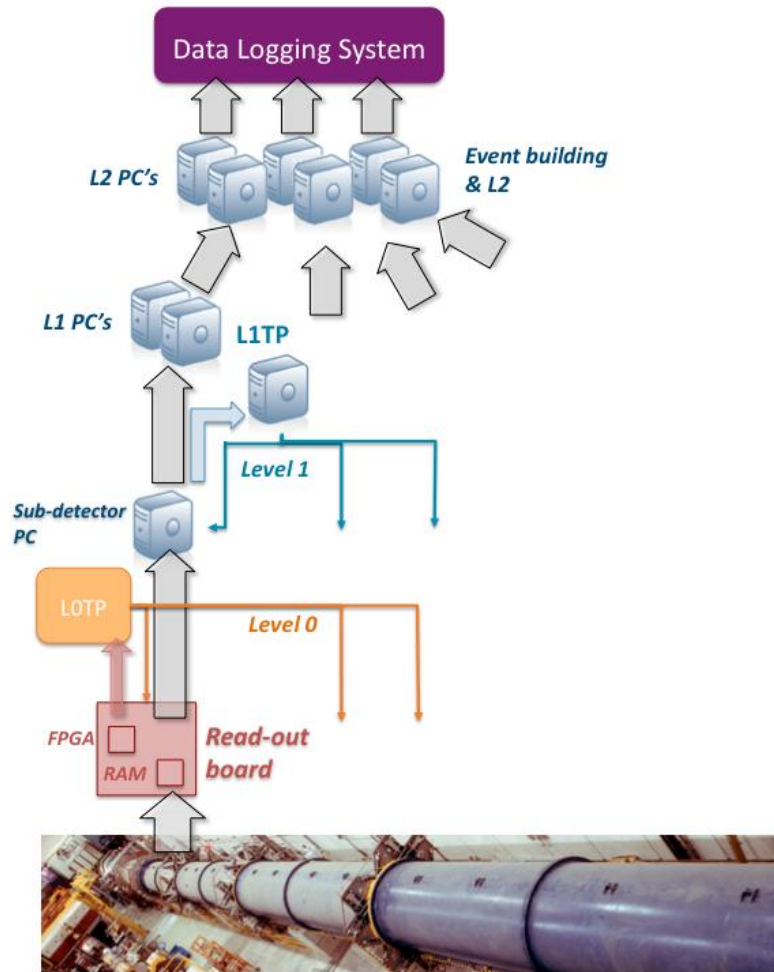 Data Logging System
L2 PC's
Event building
& L2
L1 PC's
L1TP
Level 1
Sub-detector
PC
L0TP
Level 0
FPGA
Read-out
board
RAM